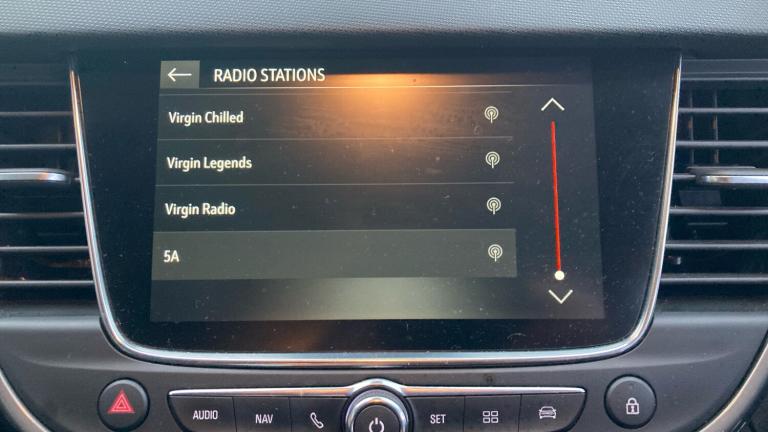 RADIO STATIONS
Virgin Chilled
Virgin Legends
Virgin Radio
5A
AUDIO NAV SET